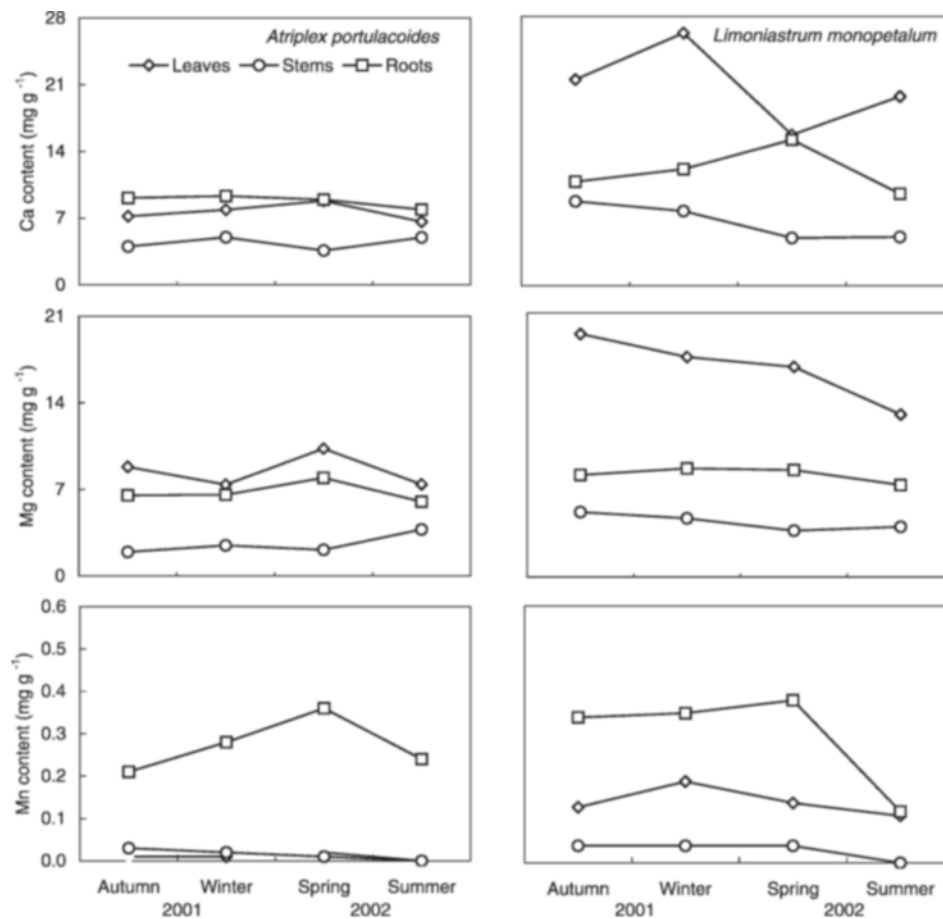 28
Atriplex portulacoides
Limoniastrum monopetalum
Leaves Stems Roots
21
14
7
0
Ca content (mg g -1)
21
14
7
0
Mg content (mg g -1)
0.6
0.5
0.4
0.3
0.2
0.1
0.0
Mn content (mg g -1)
Autumn Winter Spring Summer
2001 2002
Autumn Winter Spring Summer
2001 2002